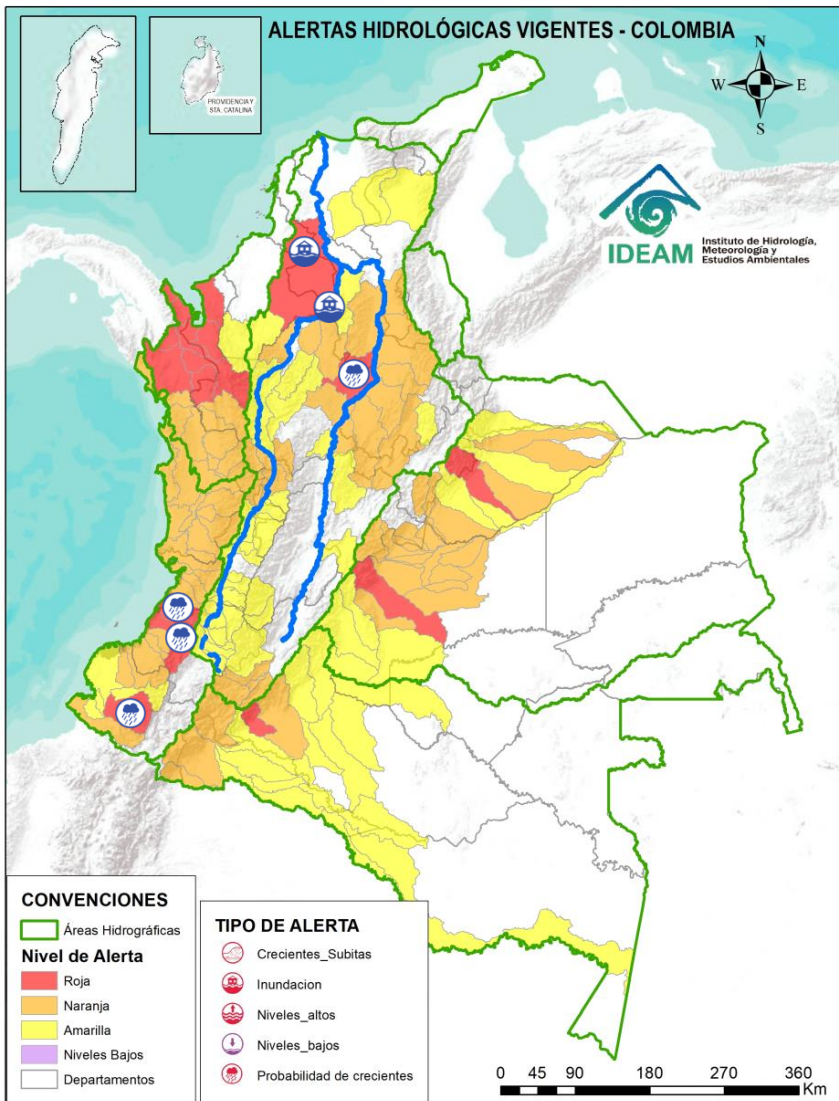 ALERTAS HIDROLÓGICAS VIGENTES - COLOMBIA
PROVIDENCIA Y
STA. CATALINA
N
W
E
S
IDEAM
Instituto de Hidrología,
Meteorología y
Estudios Ambientales
CONVENCIONES
Áreas Hidrográficas
Nivel de Alerta
Roja
Naranja
Amarilla
Niveles Bajos
Departamentos
TIPO DE ALERTA
Crecientes_Subitas
Inundacion
Niveles_altos
Niveles_bajos
Probabilidad de crecientes
0 45 90 180 270 360
Km